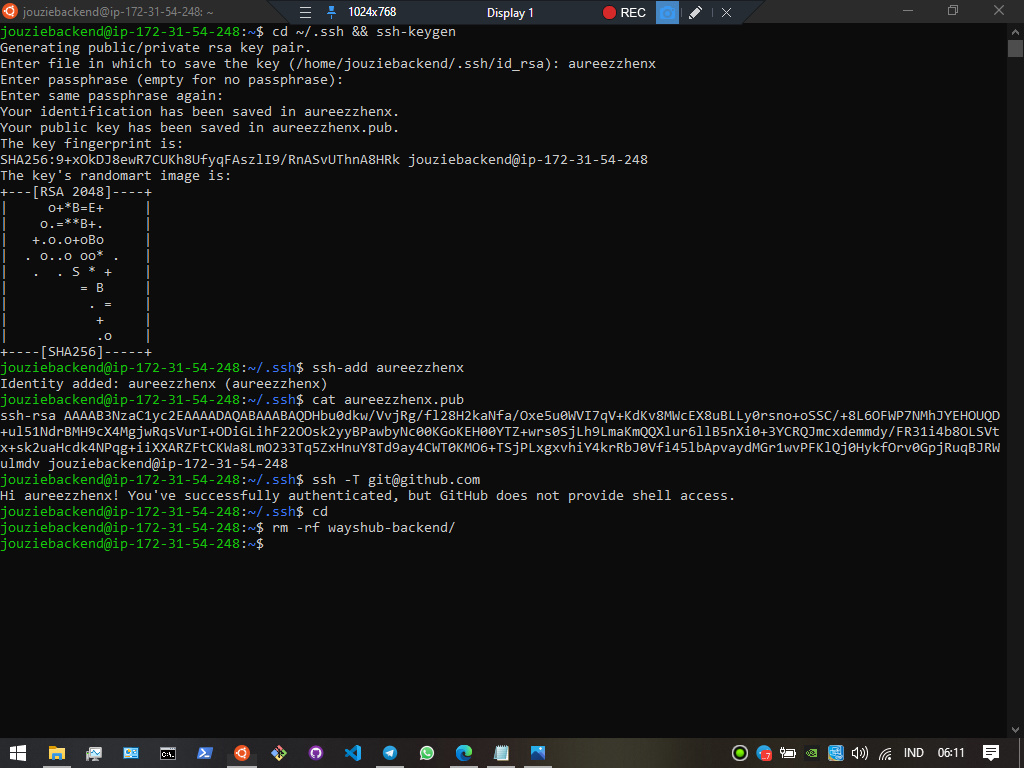 jouziebackend@ip-172-31-54-248: ~
1024x768
Display 1
REC
jouziebackend@ip-172-31-54-248:~$ cd ~/.ssh && ssh-keygen
Generating public/private rsa key pair.
Enter file in which to save the key (/home/jouziebackend/.ssh/id_rsa): aureezzhenx
Enter passphrase (empty for no passphrase):
Enter same passphrase again:
Your identification has been saved in aureezzhenx.
Your public key has been saved in aureezzhenx.pub.
The key fingerprint is:
SHA256:9+xOkDJ8ewR7CUKh8UfyqFAszlI9/RnASvUThnA8HRk jouziebackend@ip-172-31-54-248
The key's randomart image is:
+---[RSA 2048]----+
|     o+*B=E+     |
|    o.=**B+.     |
|   +.o.o+oBo     |
|  . o..o oo* .   |
|   .  . S * +    |
|         = B     |
|          . =    |
|           +     |
|           .o    |
+----[SHA256]-----+
jouziebackend@ip-172-31-54-248:~/.ssh$ ssh-add aureezzhenx
Identity added: aureezzhenx (aureezzhenx)
jouziebackend@ip-172-31-54-248:~/.ssh$ cat aureezzhenx.pub
ssh-rsa AAAAB3NzaC1yc2EAAAADAQABAAABAQDHbu0dkw/VvjRg/fl28H2kaNfa/Oxe5u0WVI7qV+KdKv8MWcEX8uBLLy0rsno+oSSC/+8L6OFWP7NMhJYEHOUQD
+ul51NdrBMH9cX4MgjwRqsVurI+ODiGLihF22OOsk2yyBPawbyNc00KGoKEH00YTZ+wrs0SjLh9LmaKmQQXlur6llB5nXi0+3YCRQJmcxdemmdy/FR31i4b8OLSVt
x+sk2uaHcdk4NPqg+iiXXARZFtCKWa8LmO233Tq5ZxHnuY8Td9ay4CWT0KMO6+TSjPLxgxvhiY4krRbJ0Vfi45lbApvaydMGr1wvPFKlQj0HykfOrv0GpjRuqBJRW
ulmdv jouziebackend@ip-172-31-54-248
jouziebackend@ip-172-31-54-248:~/.ssh$ ssh -T git@github.com
Hi aureezzhenx! You've successfully authenticated, but GitHub does not provide shell access.
jouziebackend@ip-172-31-54-248:~/.ssh$ cd
jouziebackend@ip-172-31-54-248:~$ rm -rf wayshub-backend/
jouziebackend@ip-172-31-54-248:~$
IND
06:11